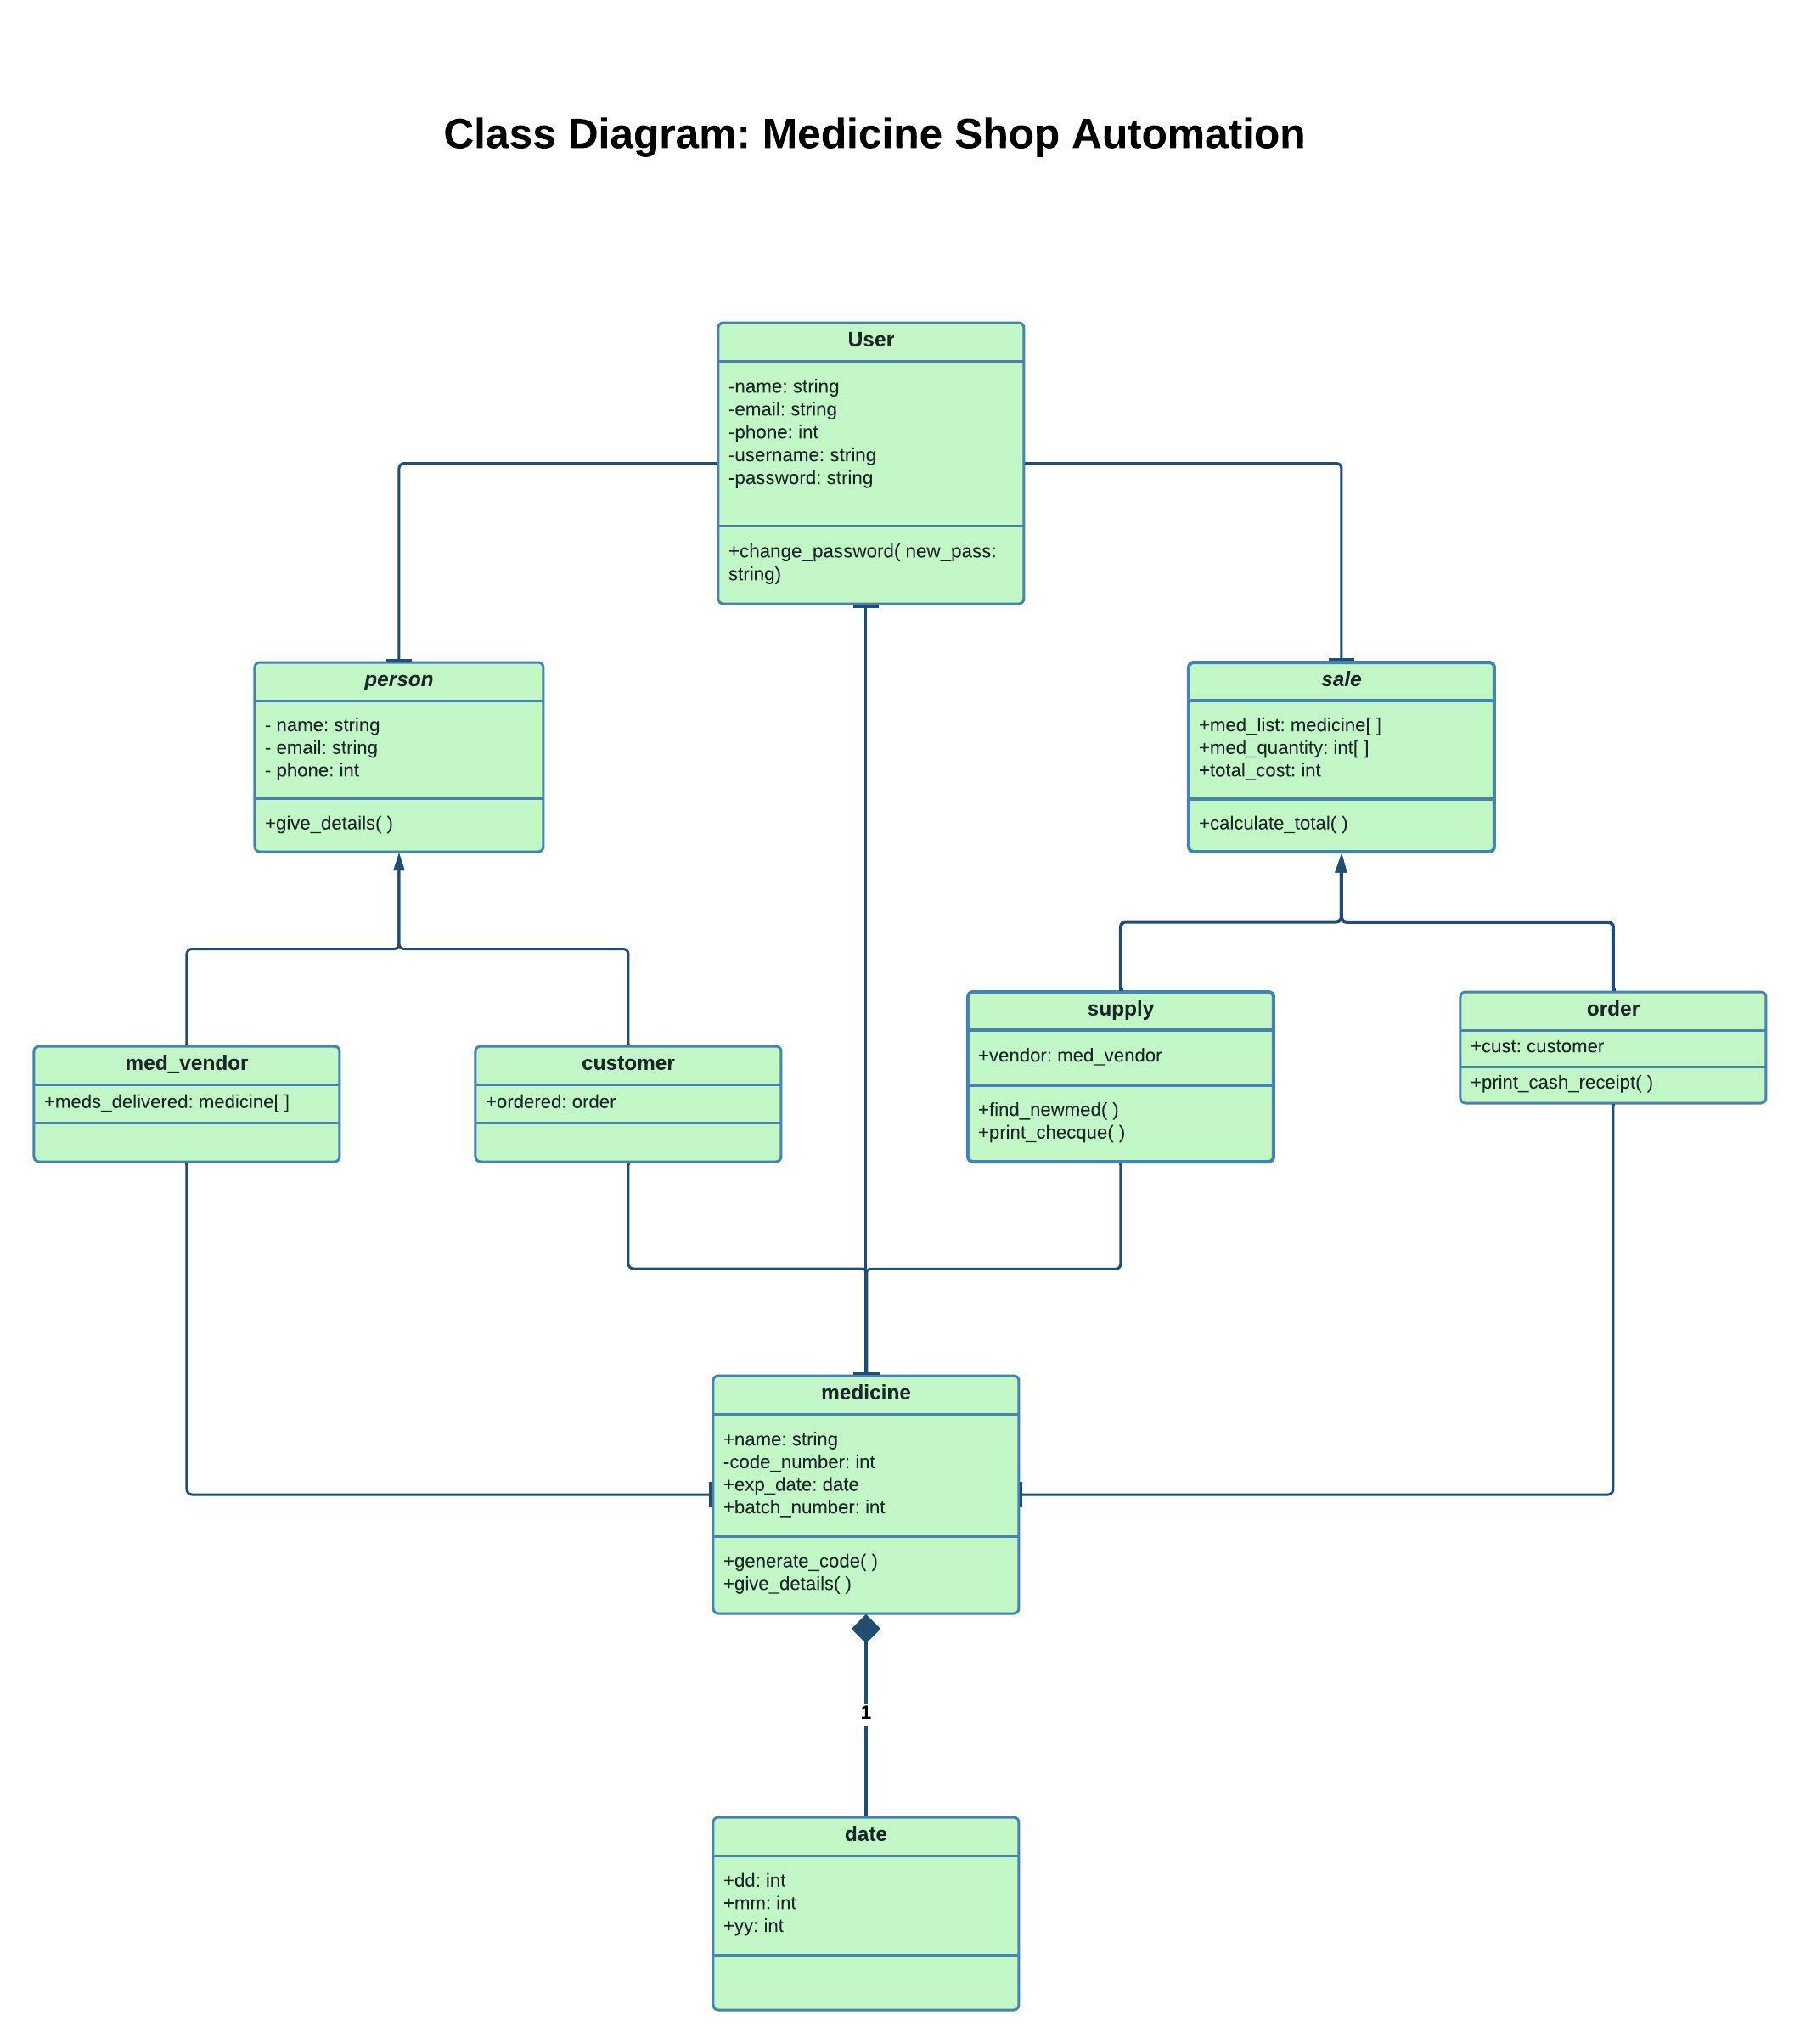 Class Diagram: Medicine Shop Automation
User
-name: string
-email: string
-phone: int
-username: string
-password: string
+change_password( new_pass:
string)
person
- name: string
- email: string
- phone: int
+give_details( )
sale
+med_list: medicine[ ]
+med_quantity: int[ ]
+total_cost: int
+calculate_total( )
med_vendor
+meds_delivered: medicine[ ]
customer
+ordered: order
supply
+vendor: med_vendor
+find_newmed( )
+print_checque( )
order
+cust: customer
+print_cash_receipt( )
medicine
+name: string
-code_number: int
+exp_date: date
+batch_number: int
+generate_code( )
+give_details( )
1
date
+dd: int
+mm: int
+yy: int